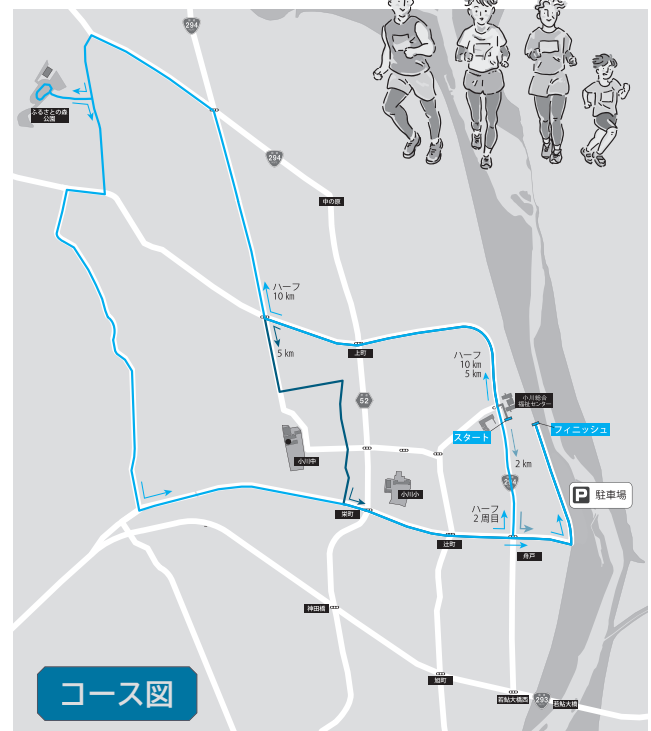 294
ふるさとの森
公園
294
中の原
ハーフ
10 km
5 km
上町
ハーフ
10 km
5 km
小川総合
福祉センター
52
スタート
フィニッシュ
小川中
2 km
小川小
294
P 駐車場
栄町
ハーフ
2 周目
辻町
舟戸
神田橋
旭町
若鮎大橋西
293
若鮎大橋
コース図